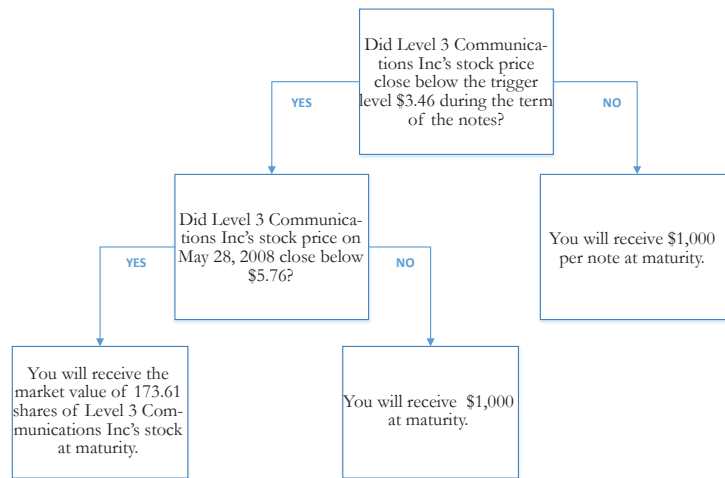 Did Level 3 Communica-
tions Inc's stock price
close below the trigger
level $3.46 during the term
of the notes?
YES
NO
Did Level 3 Communica-
tions Inc's stock price on
May 28, 2008 close below
$5.76?
You will receive $1,000
per note at maturity.
YES
NO
You will receive the
market value of 173.61
shares of Level 3 Com-
munications Inc's stock
at maturity.
You will receive $1,000
at maturity.